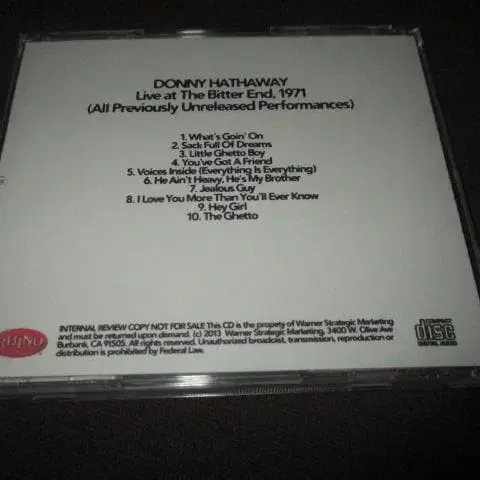 DONNY HATHAWAY
Live at The Bitter End, 1971
(All Previously Unreleased Performances)
1. What's Goin' On
2. Sack Full Of Dreams
3. Little Ghetto Boy
4. You've Got A Friend
5. Voices Inside (Everything Is Everything)
6. He Ain't Heavy, He's My Brother
7. Jealous Guy
8. I Love You More Than You'll Ever Know
9. Hey Girl
10. The Ghetto
INTERNAL REVIEW COPY NOT FOR SALE This CD is the propety of Warner Strategic Marketing
and must be returned upon demand. (c) 2013 Warner Strategic Marketing, 3400 W. Olive Ave
Burbank, CA 91505. All rights reserved. Unauthorized broadcast, transmission, reproduction or
distribution is prohibited by Federal Law.
RHINO
COMPACT
disc
DIGITAL AUDIO